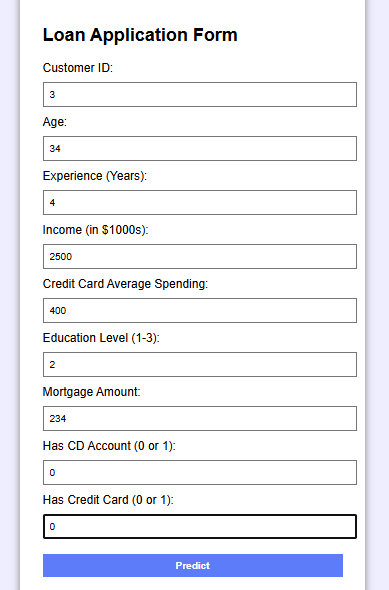 Loan Application Form
Customer ID:
3
Age:
34
Experience (Years):
4
Income (in $1000s):
2500
Credit Card Average Spending:
400
Education Level (1-3):
2
Mortgage Amount:
234
Has CD Account (0 or 1):
0
Has Credit Card (0 or 1):
0
Predict